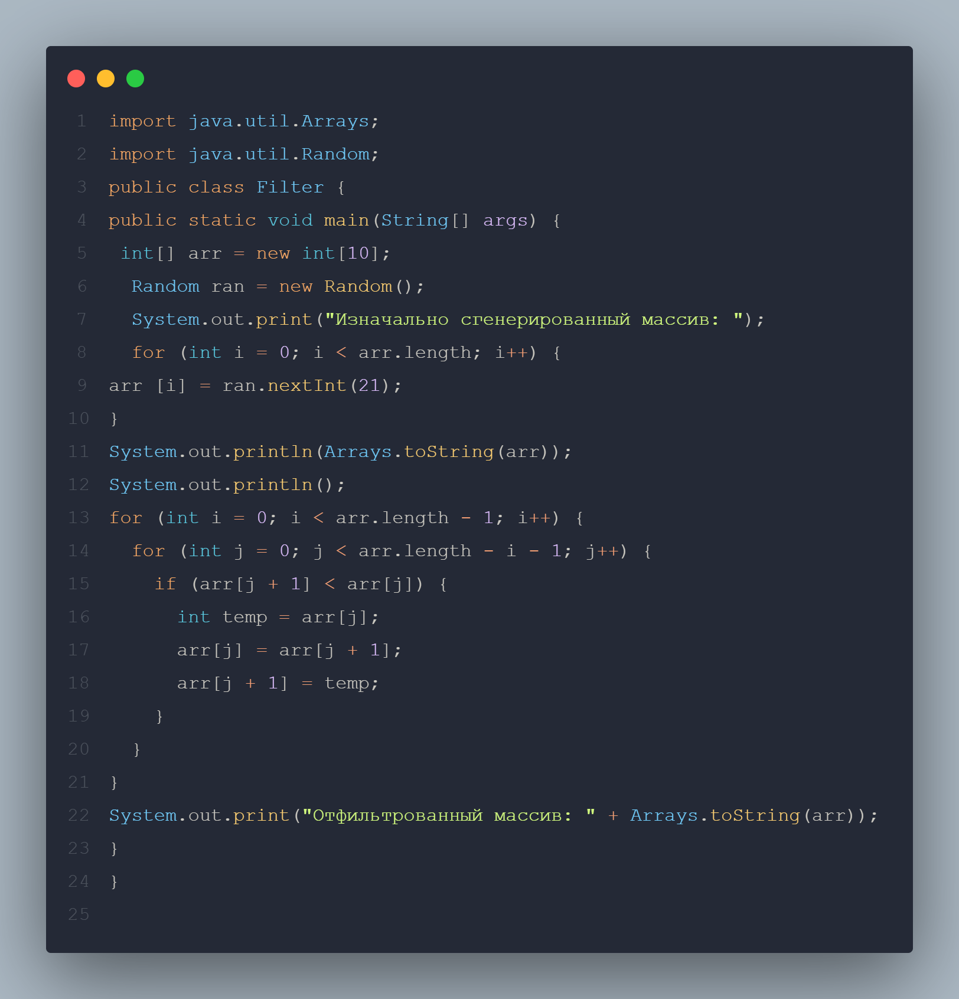 1 import java.util.Arrays;
2 import java.util.Random;
3 public class Filter {
4 public static void main(String[] args) {
5  int[] arr = new int[10];
6   Random ran = new Random();
7   System.out.print("Изначально сгенерированный массив: ");
8   for (int i = 0; i < arr.length; i++) {
9 arr [i] = ran.nextInt(21);
10 }
11 System.out.println(Arrays.toString(arr));
12 System.out.println();
13 for (int i = 0; i < arr.length - 1; i++) {
14   for (int j = 0; j < arr.length - i - 1; j++) {
15     if (arr[j + 1] < arr[j]) {
16       int temp = arr[j];
17       arr[j] = arr[j + 1];
18       arr[j + 1] = temp;
19     }
20   }
21 }
22 System.out.print("Отфильтрованный массив: " + Arrays.toString(arr));
23 }
24 }
25